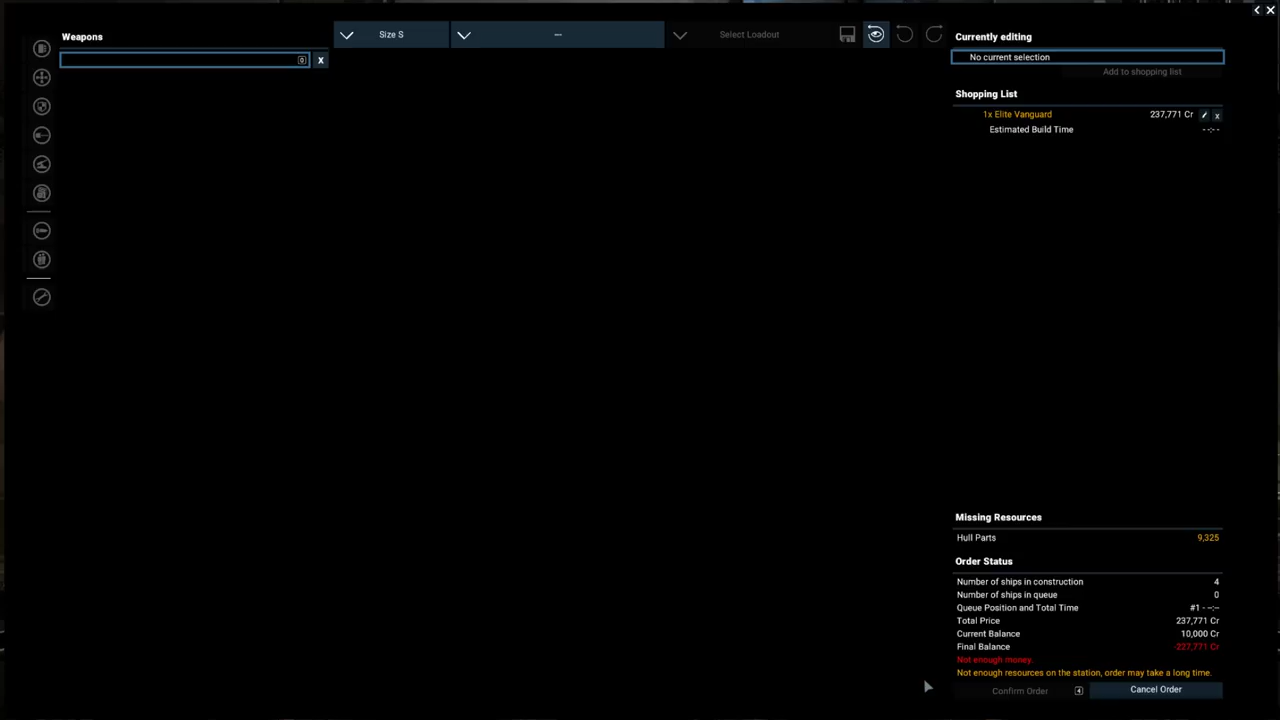 Weapons
Size S
---
Select Loadout
Currently editing
x
No current selection
Add to shopping list
Shopping List
1x Elite Vanguard 237,771 Cr x
Estimated Build Time --:--
Missing Resources
Hull Parts 9,325
Order Status
Number of ships in construction 4
Number of ships in queue 0
Queue Position and Total Time #1 - --:--
Total Price 237,771 Cr
Current Balance 10,000 Cr
Final Balance -227,771 Cr
Not enough money.
Not enough resources on the station, order may take a long time.
Confirm Order
Cancel Order